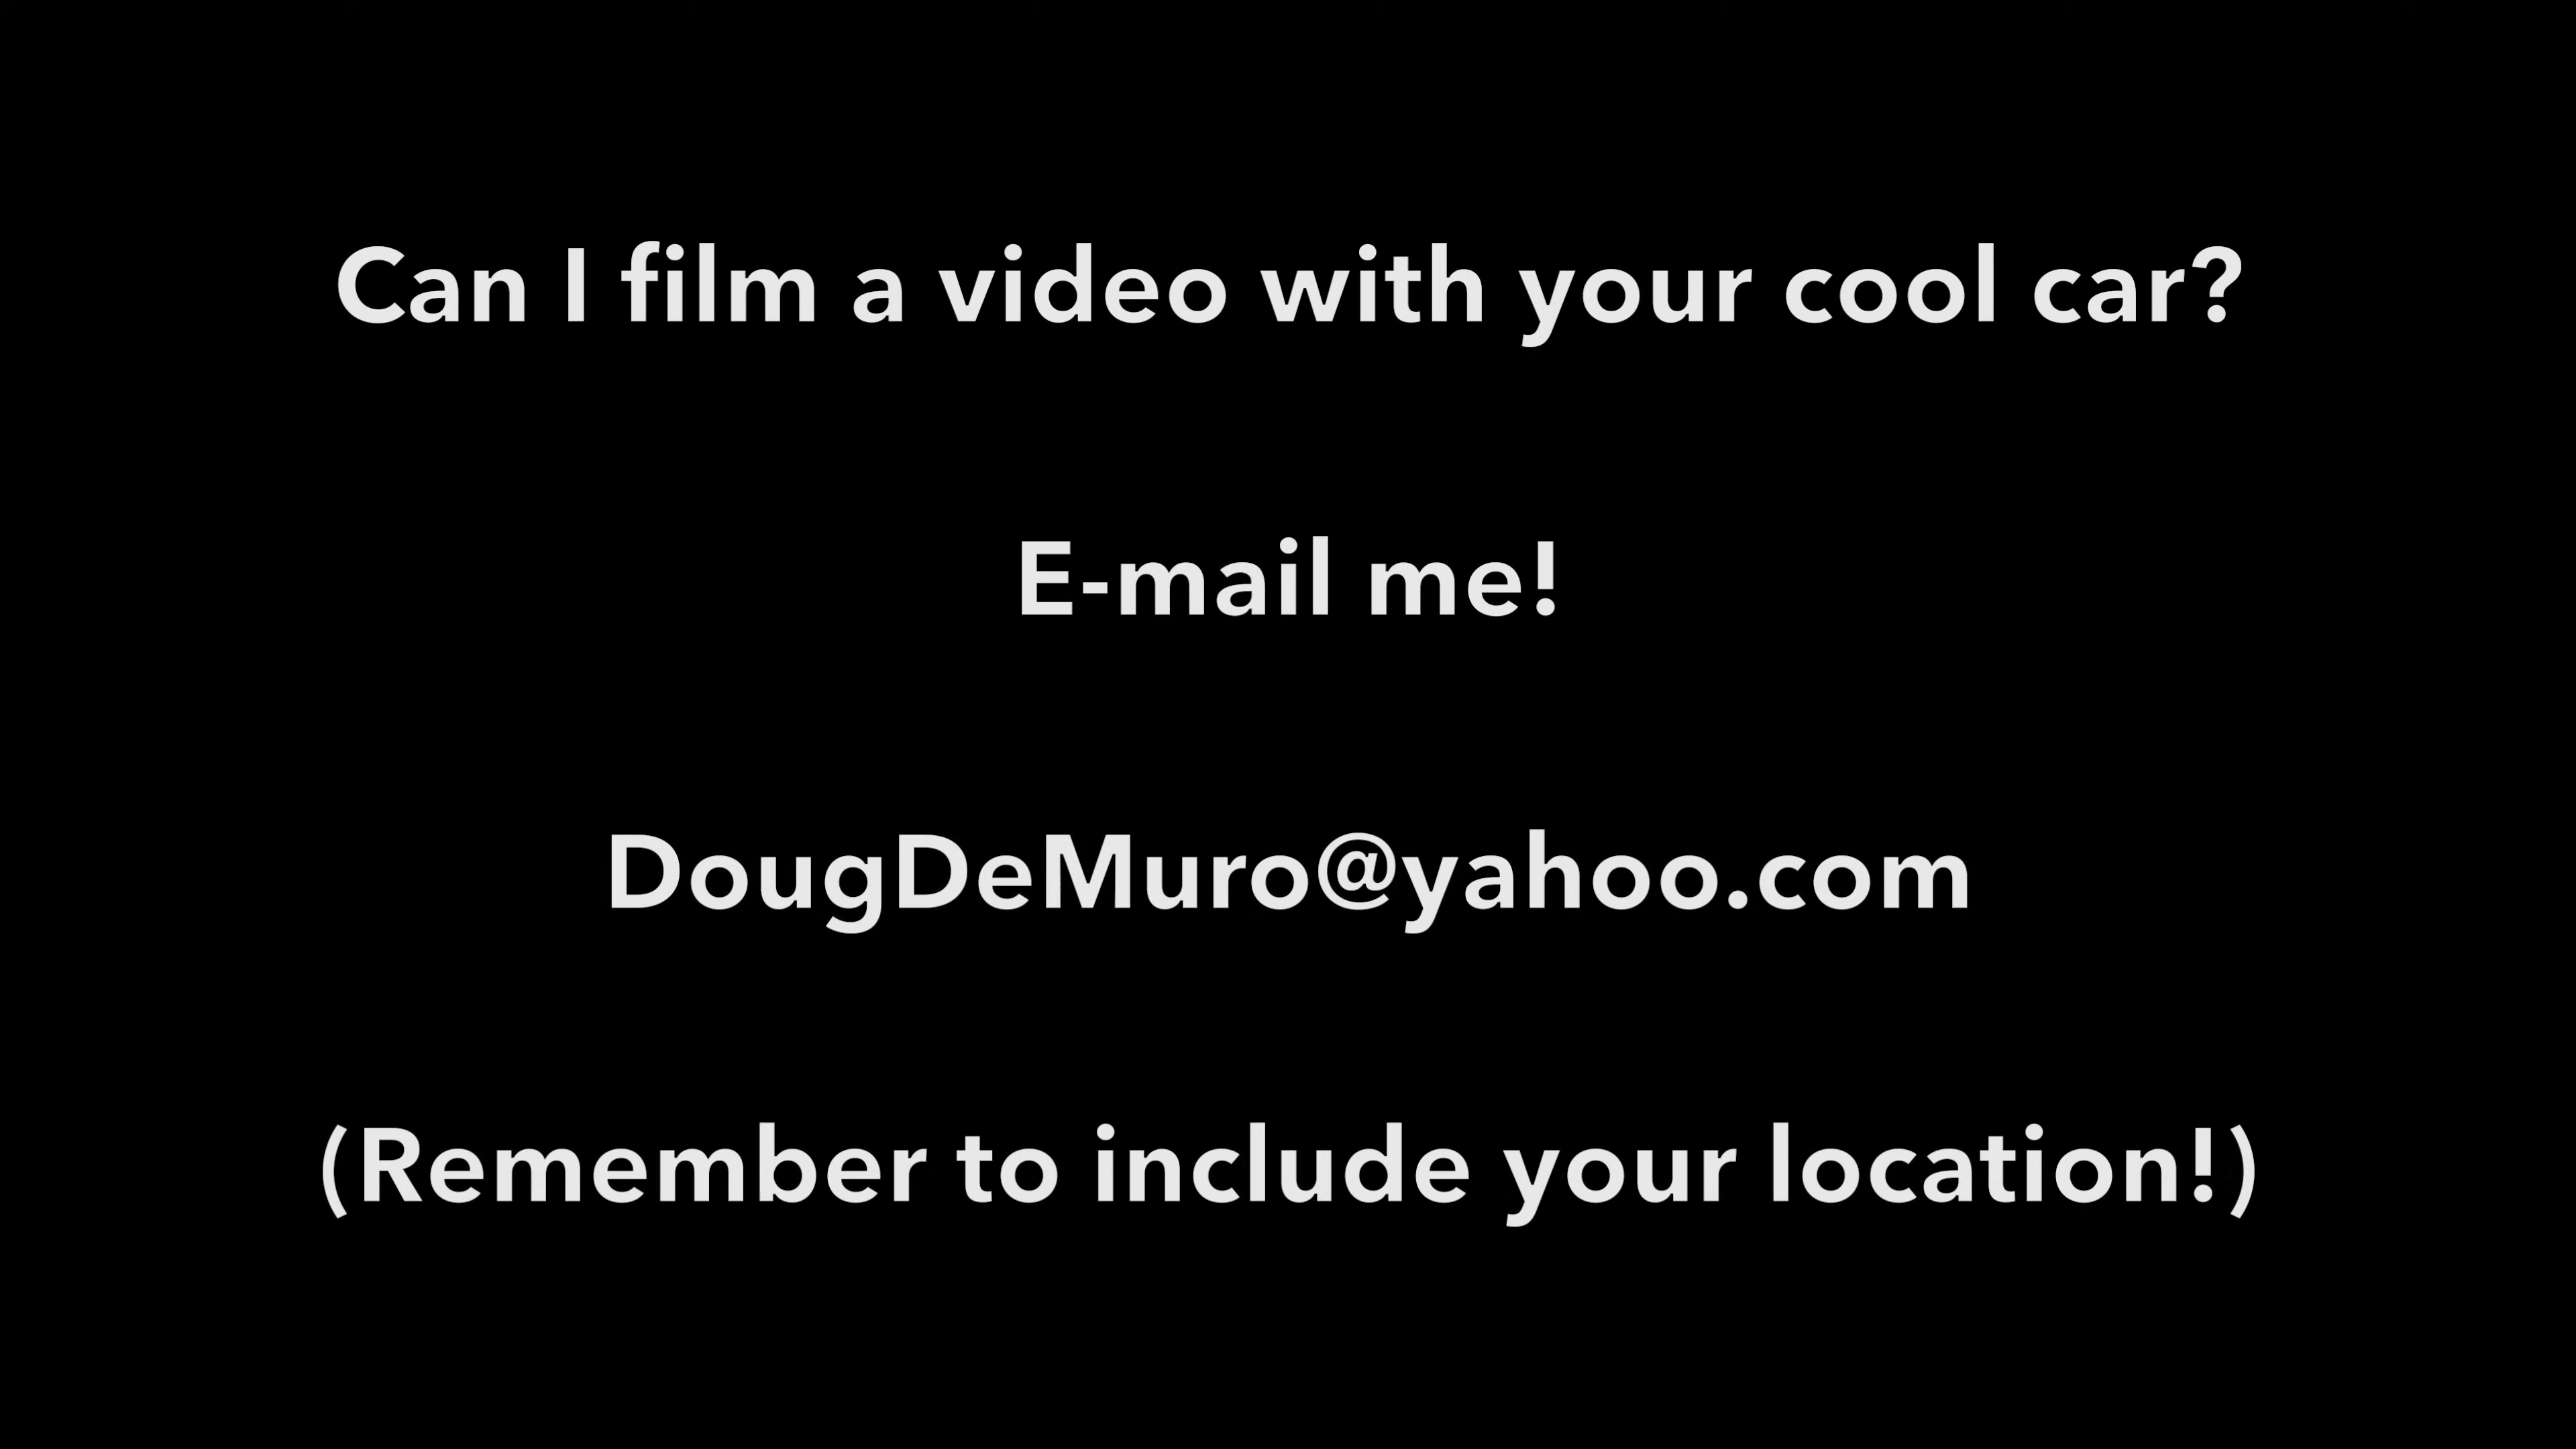 Can I film a video with your cool car?
E-mail me!
DougDeMuro@yahoo.com
(Remember to include your location!)